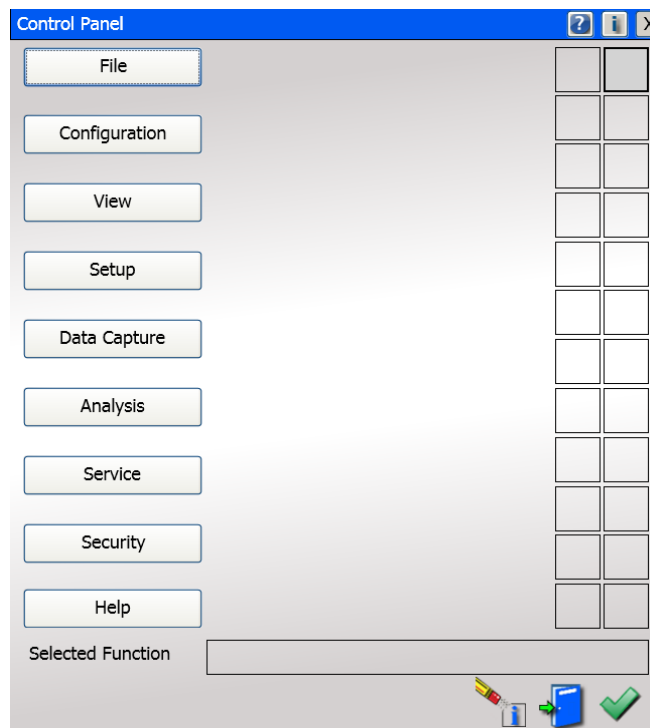 Control Panel
? i X
File
Configuration
View
Setup
Data Capture
Analysis
Service
Security
Help
Selected Function
i